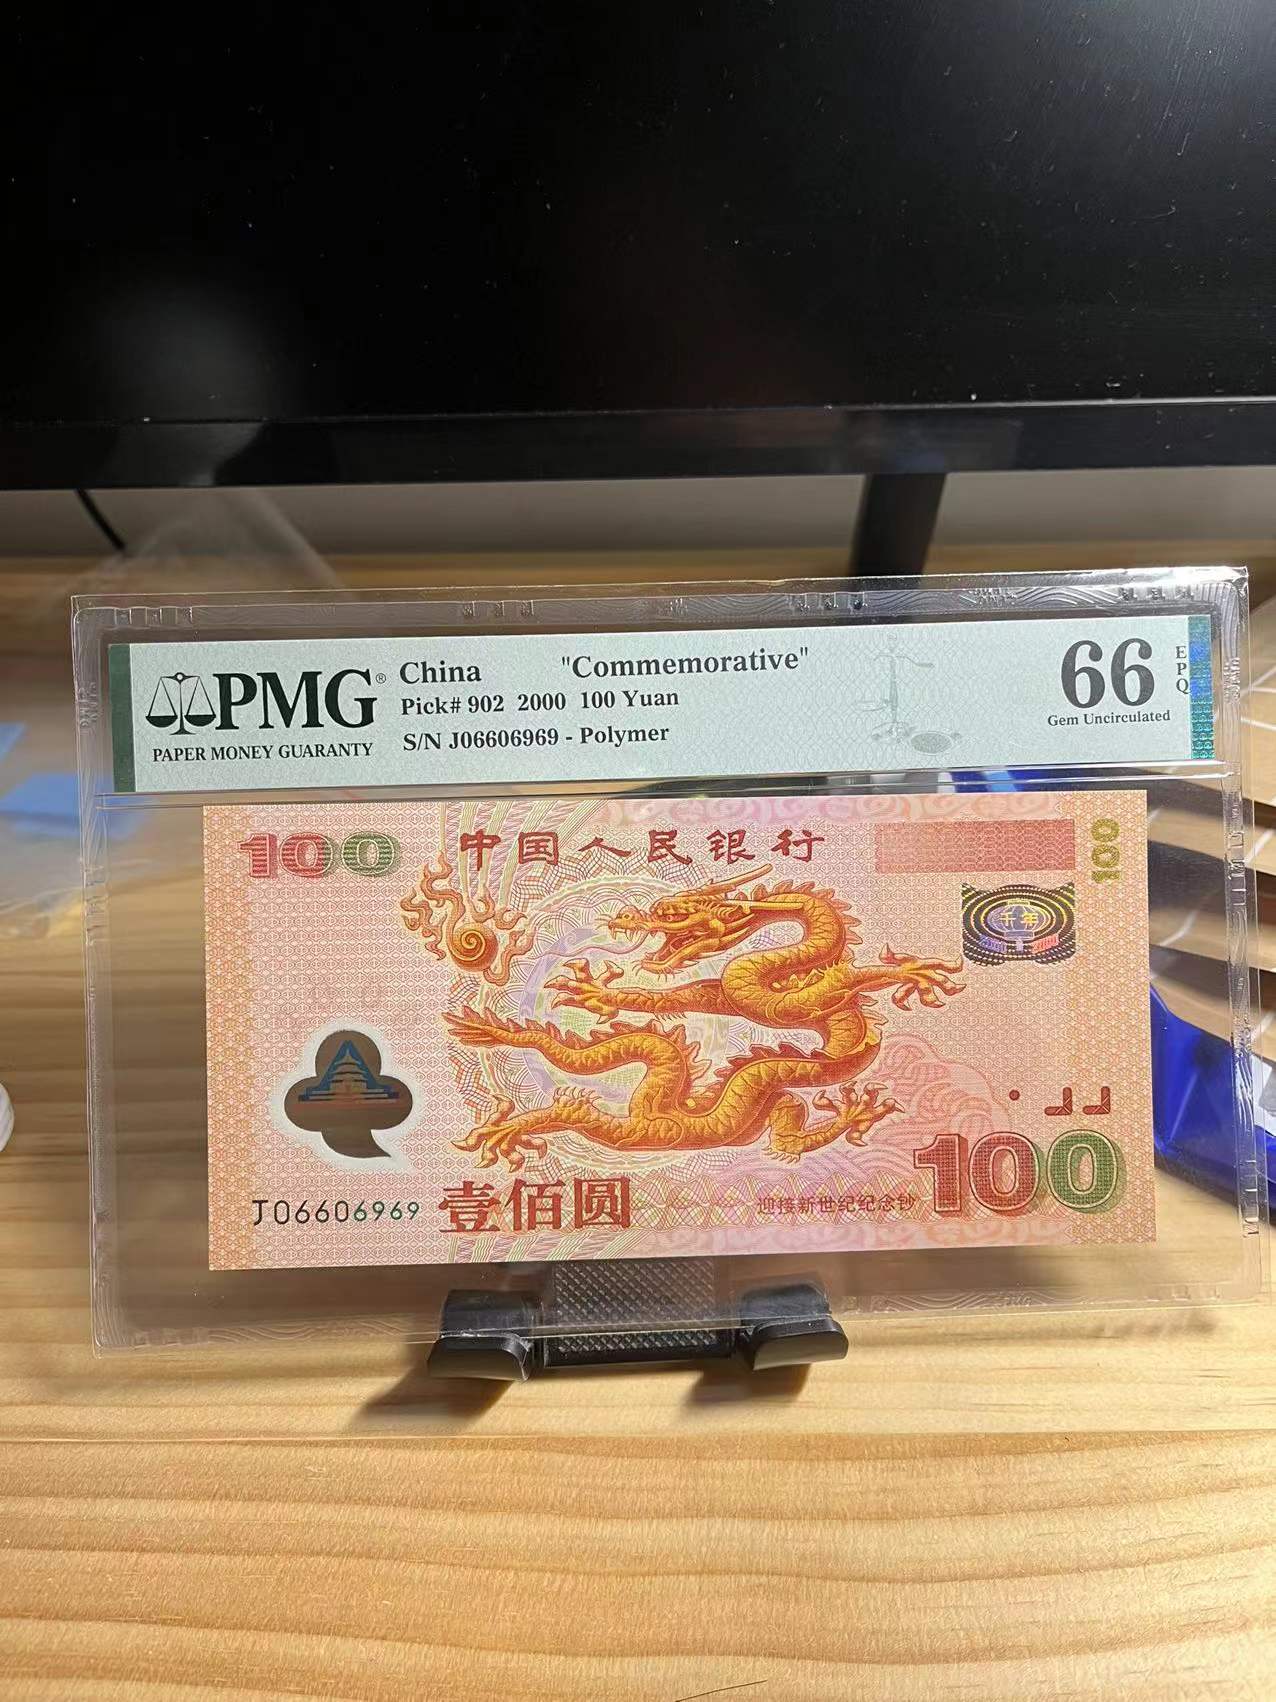 PMG®
PAPER MONEY GUARANTY
China "Commemorative"
Pick# 902 2000 100 Yuan
S/N J06606969 - Polymer
66
EPQ
Gem Uncirculated
100
中国人民银行
100
千年
2000 2000
J06606969
壹佰圆
迎接新世纪纪念钞
100